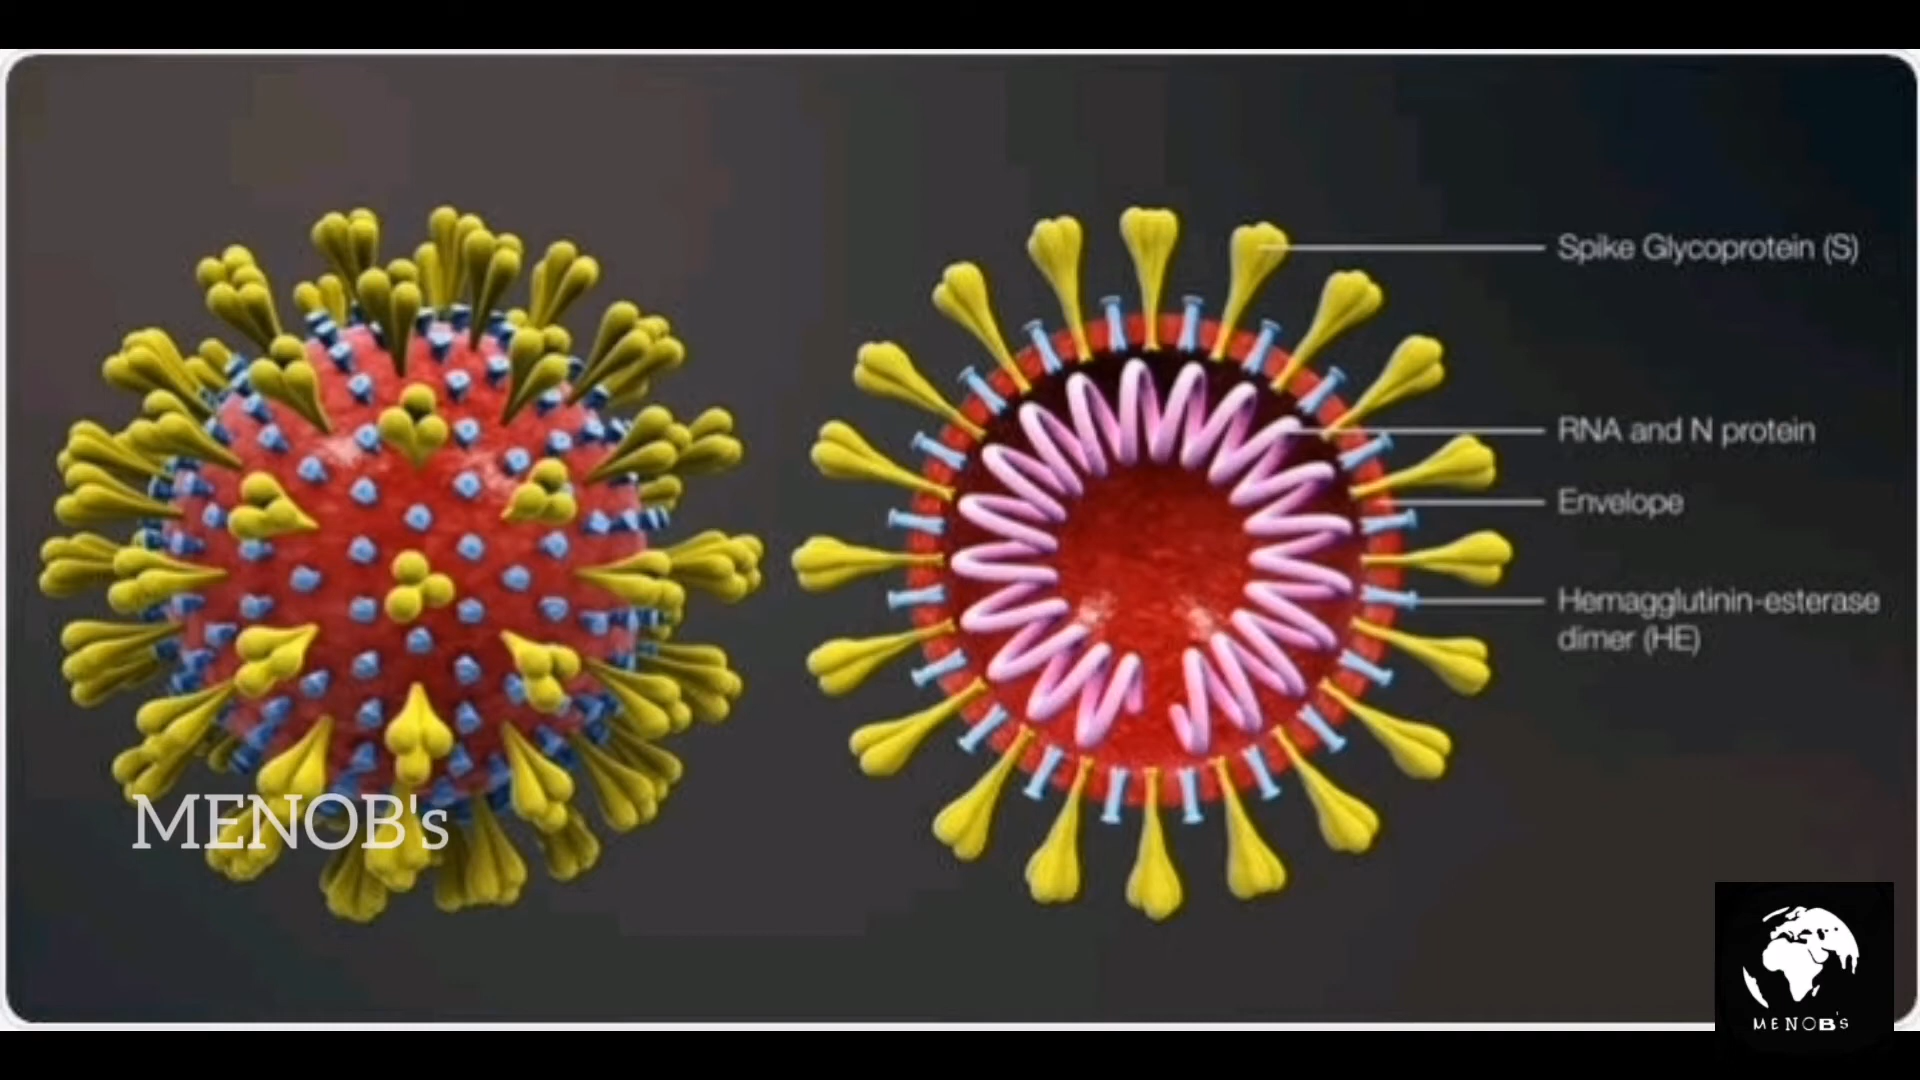 Spike Glycoprotein (S)
RNA and N protein
Envelope
Hemagglutinin-esterase
dimer (HE)
MENOB's
MENOB's